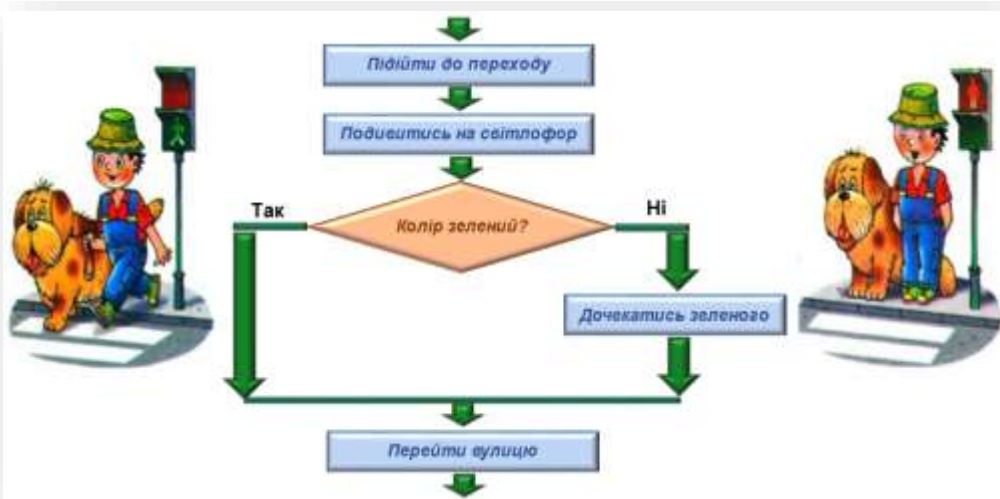 Підійти до переходу
Подивитись на світлофор
Колір зелений?
Так
Ні
Дочекатись зеленого
Перейти вулицю